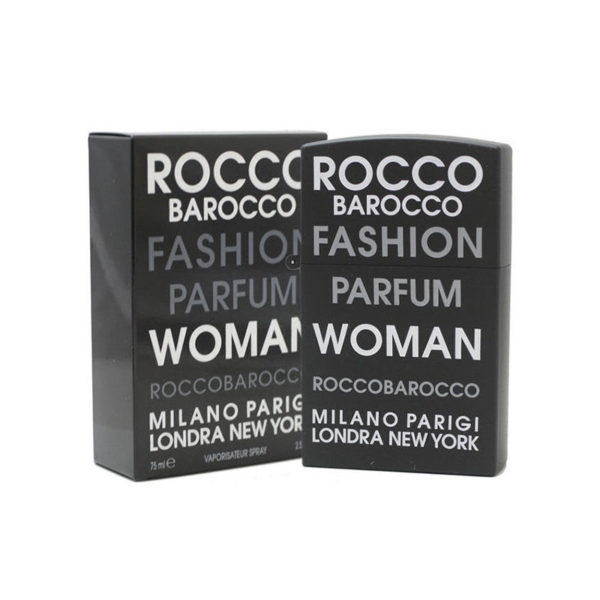 ROCCO
BAROCCO
FASHION
PARFUM
WOMAN
ROCCOBAROCCO
MILANO PARIGI
LONDRA NEW YORK
75 ml e
VAPORISATEUR SPRAY
ROCCO
BAROCCO
FASHION
PARFUM
WOMAN
ROCCOBAROCCO
MILANO PARIGI
LONDRA NEW YORK